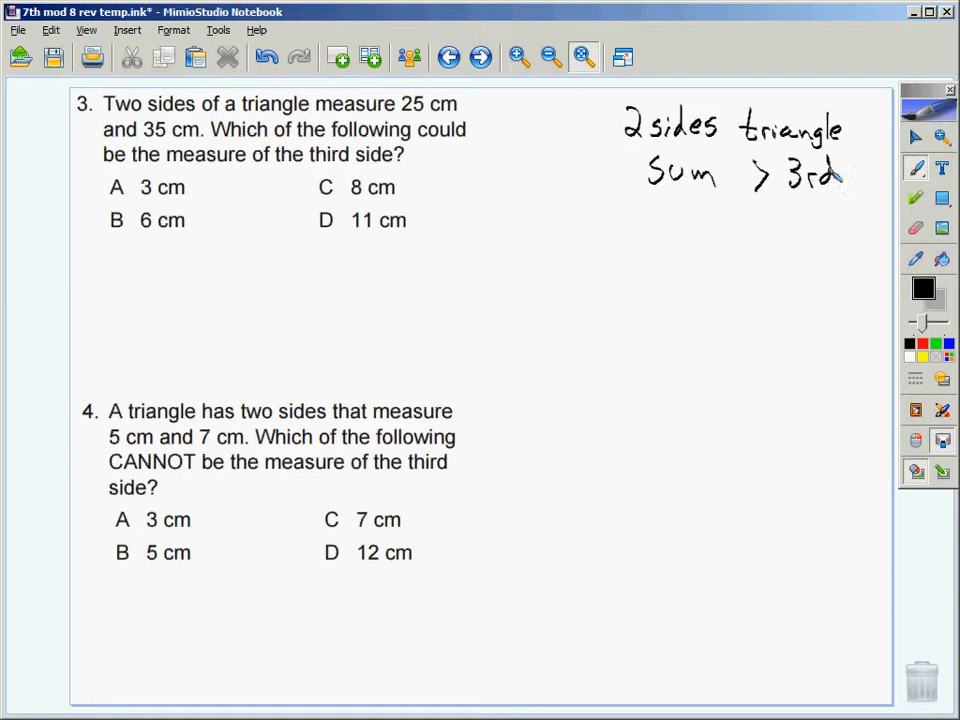 7th mod 8 rev temp.ink* - MimioStudio Notebook
File Edit View Insert Format Tools Help
3. Two sides of a triangle measure 25 cm
and 35 cm. Which of the following could
be the measure of the third side?
A 3 cm C 8 cm
B 6 cm D 11 cm
2 sides triangle
sum > 3rd
4. A triangle has two sides that measure
5 cm and 7 cm. Which of the following
CANNOT be the measure of the third
side?
A 3 cm C 7 cm
B 5 cm D 12 cm
T